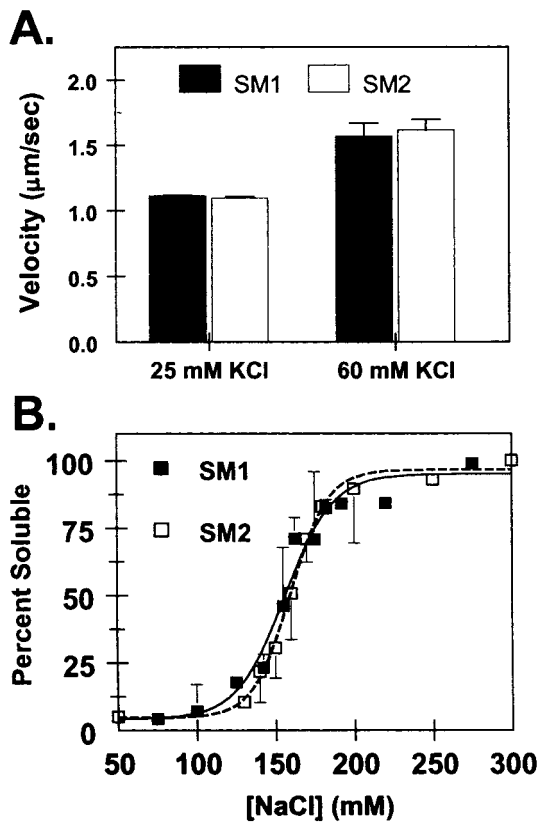 A.
Velocity (μm/sec)
2.0
1.5
1.0
0.5
0.0
SM1
SM2
25 mM KCl
60 mM KCl
B.
Percent Soluble
100
75
50
25
0
SM1
SM2
50 100 150 200 250 300
[NaCl] (mM)